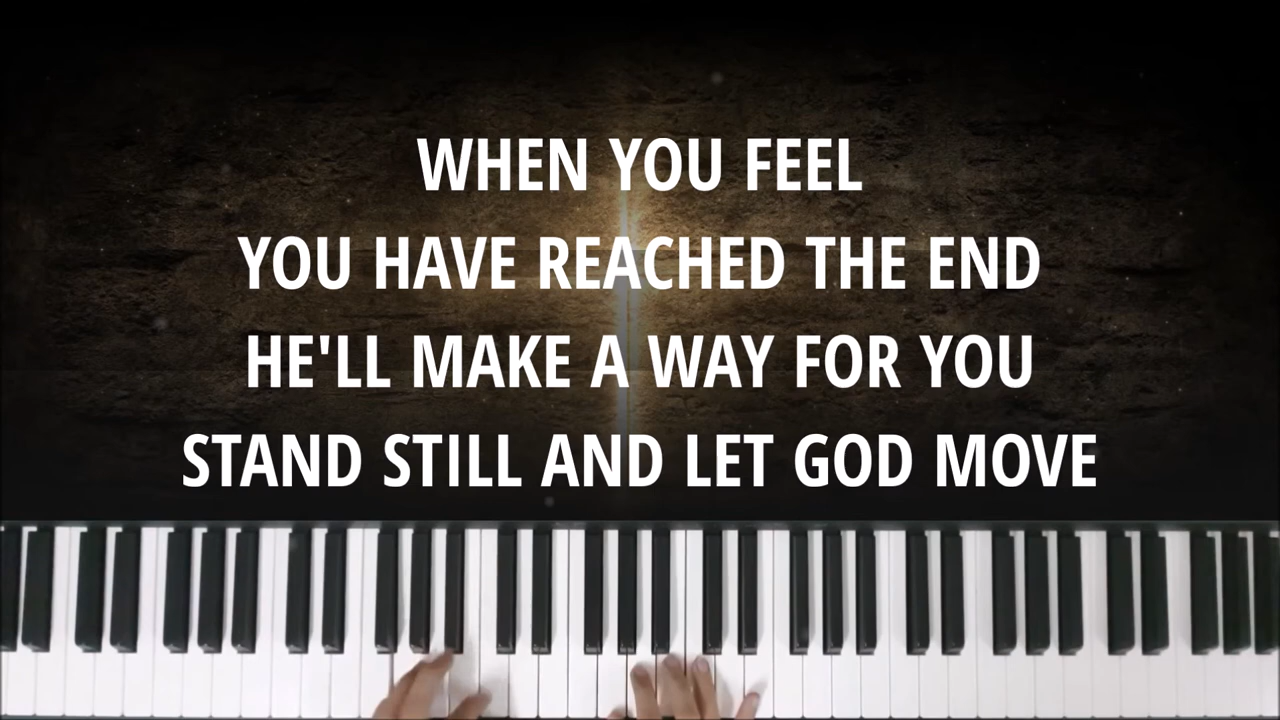 WHEN YOU FEEL
YOU HAVE REACHED THE END
HE'LL MAKE A WAY FOR YOU
STAND STILL AND LET GOD MOVE